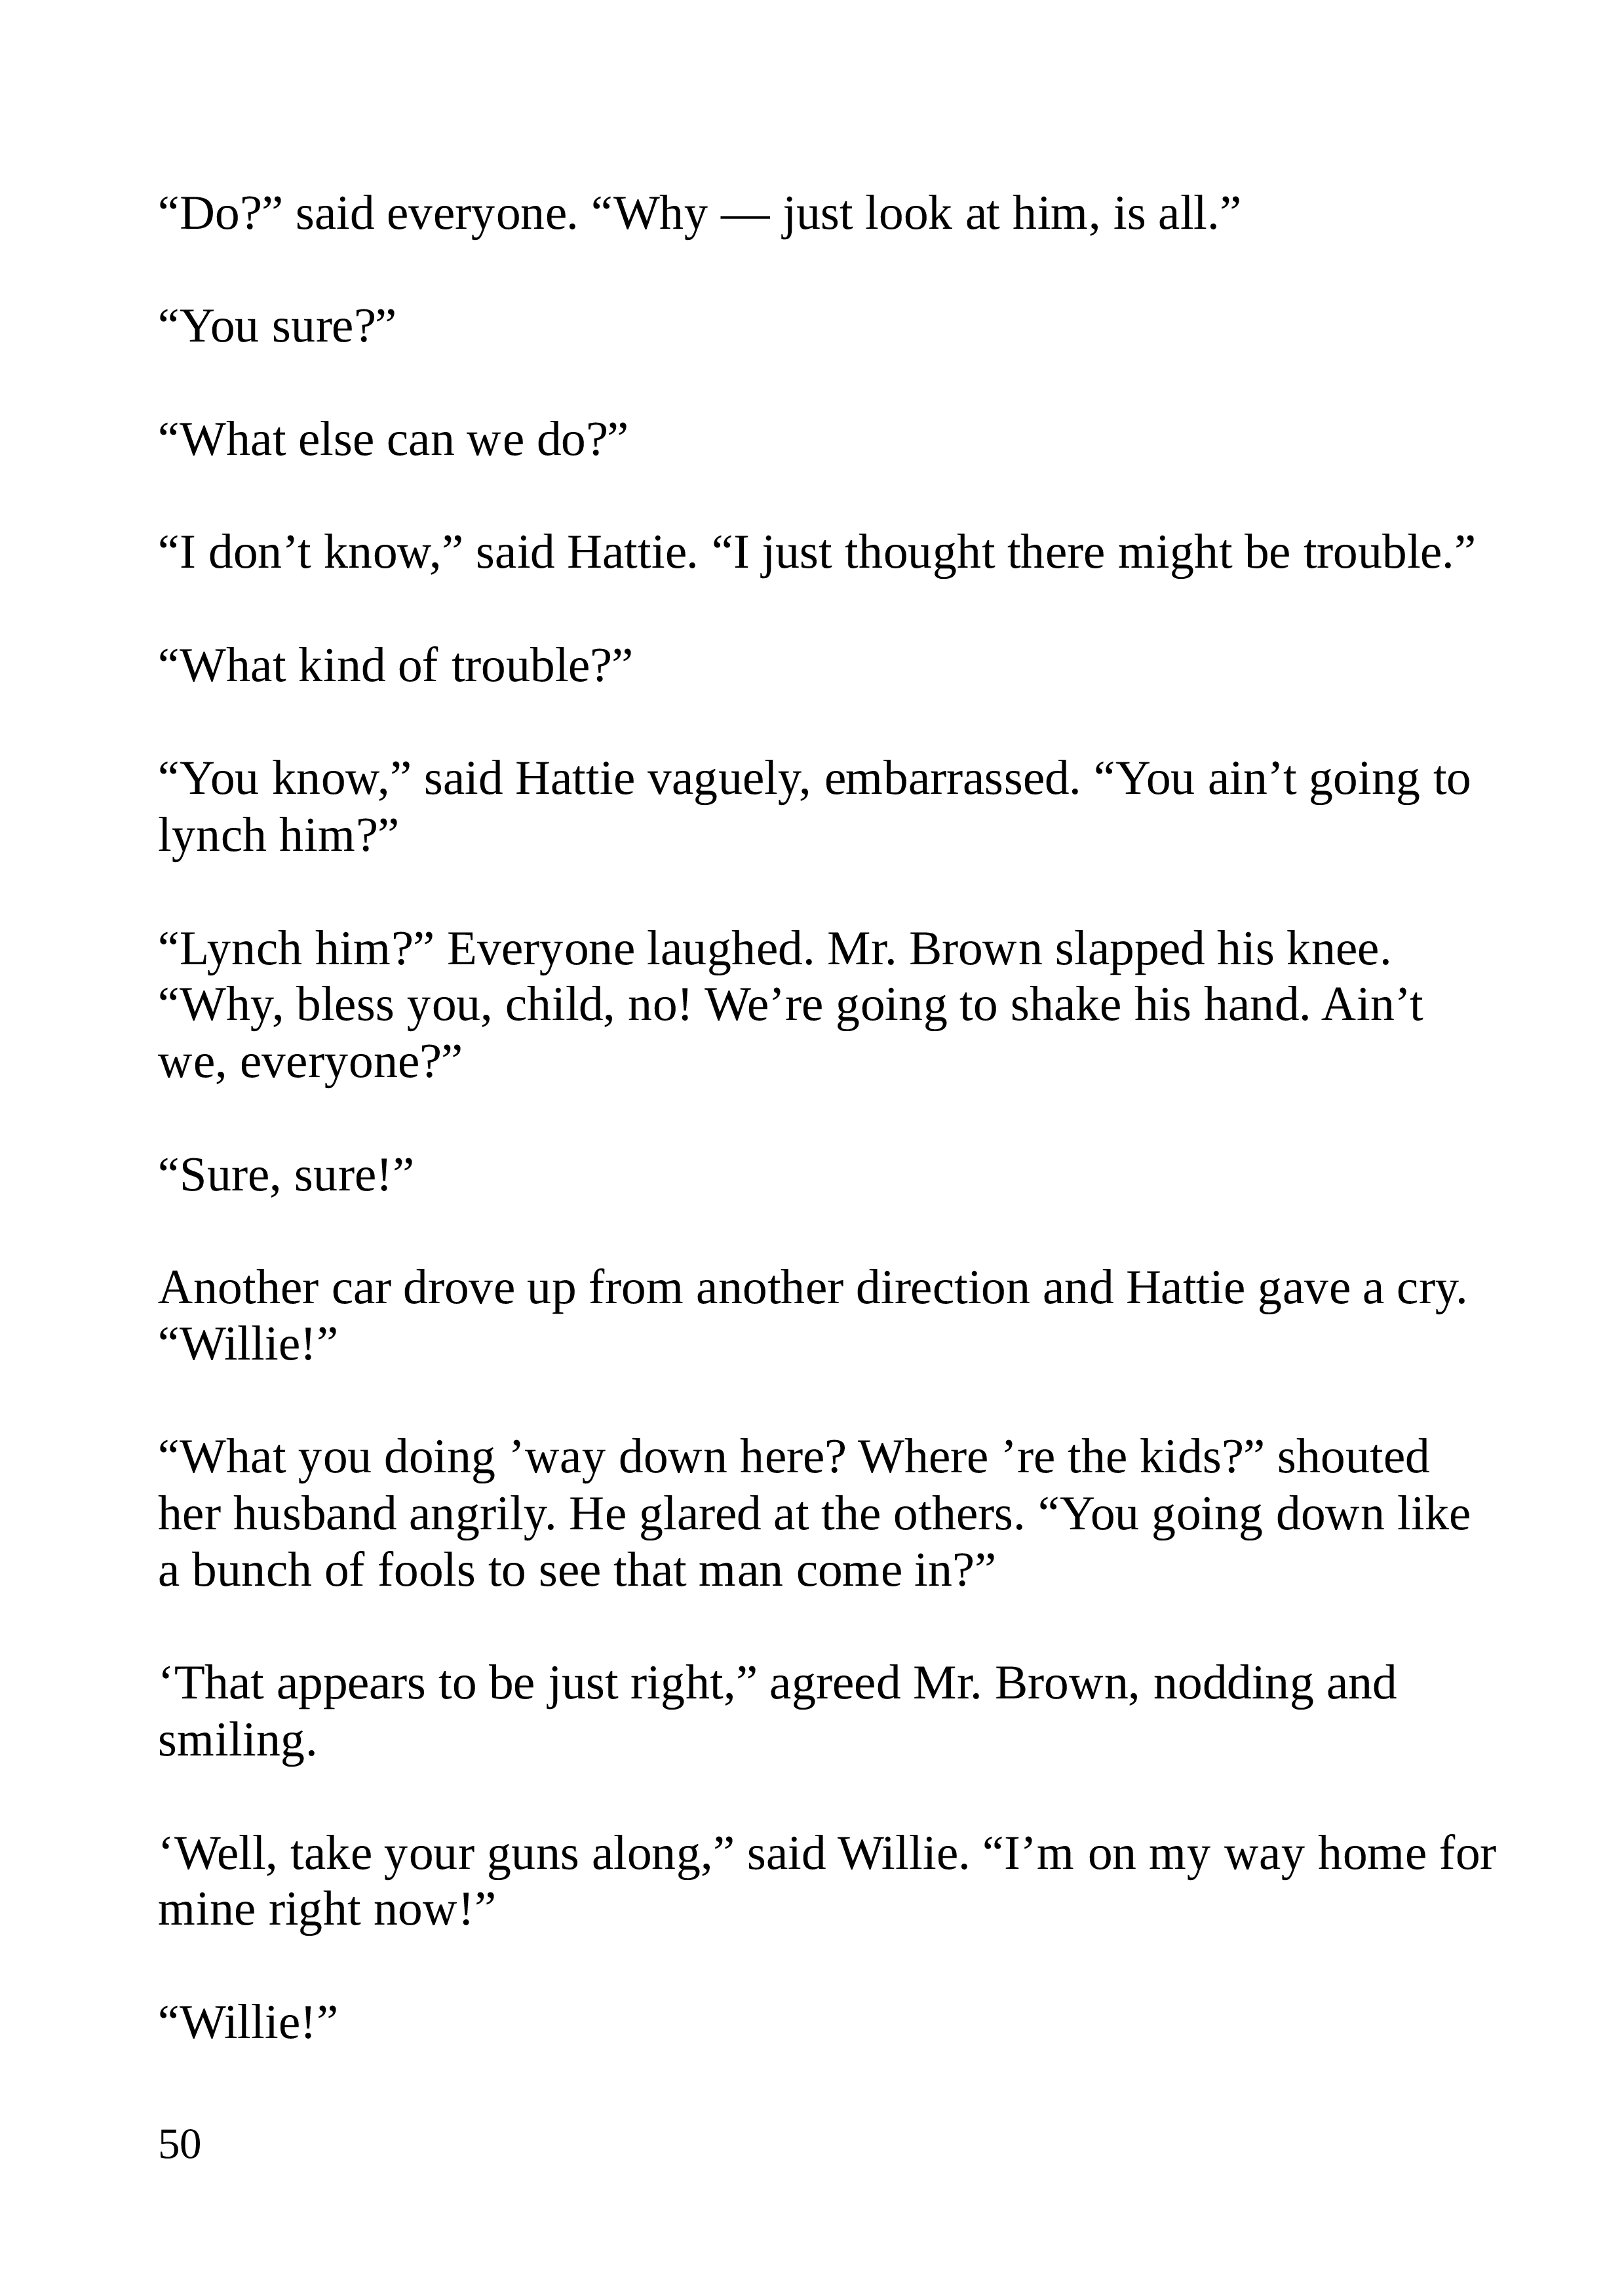 “Do?” said everyone. “Why — just look at him, is all.”
“You sure?”
“What else can we do?”
“I don’t know,” said Hattie. “I just thought there might be trouble.”
“What kind of trouble?”
“You know,” said Hattie vaguely, embarrassed. “You ain’t going to
lynch him?”
“Lynch him?” Everyone laughed. Mr. Brown slapped his knee.
“Why, bless you, child, no! We’re going to shake his hand. Ain’t
we, everyone?”
“Sure, sure!”
Another car drove up from another direction and Hattie gave a cry.
“Willie!”
“What you doing ’way down here? Where ’re the kids?” shouted
her husband angrily. He glared at the others. “You going down like
a bunch of fools to see that man come in?”
‘That appears to be just right,” agreed Mr. Brown, nodding and
smiling.
‘Well, take your guns along,” said Willie. “I’m on my way home for
mine right now!”
“Willie!”
50